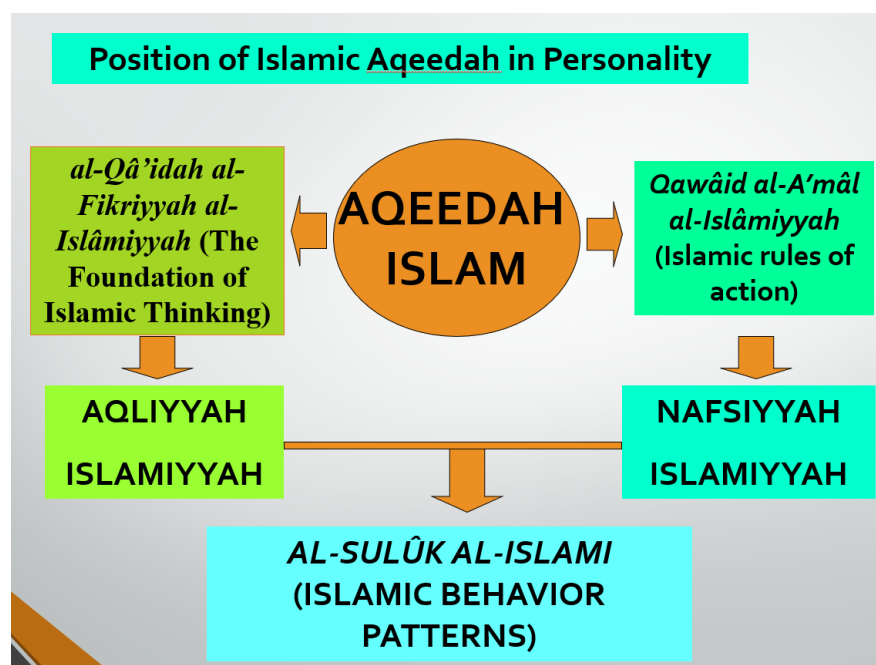 Position of Islamic Aqeedah in Personality
al-Qâ’idah al-
Fikriyyah al-
Islâmiyyah (The
Foundation of
Islamic Thinking)
AQEEDAH
ISLAM
Qawâid al-A’mâl
al-Islâmiyyah
(Islamic rules of
action)
AQLIYYAH
ISLAMIYYAH
NAFSIYYAH
ISLAMIYYAH
AL-SULÛK AL-ISLAMI
(ISLAMIC BEHAVIOR
PATTERNS)